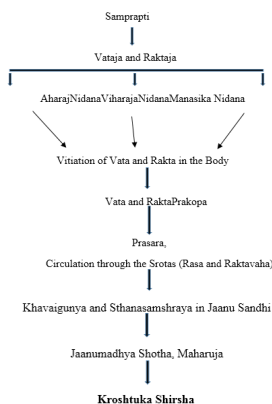 Samprapti
Vataja and Raktaja
AharajNidanaViharajaNidanaManasika Nidana
Vitiation of Vata and Rakta in the Body
Vata and RaktaPrakopa
Prasara,
Circulation through the Srotas (Rasa and Raktavaha)
Khavaigunya and Sthanasamshraya in Jaanu Sandhi
Jaanumadhya Shotha, Maharuja
Kroshtuka Shirsha